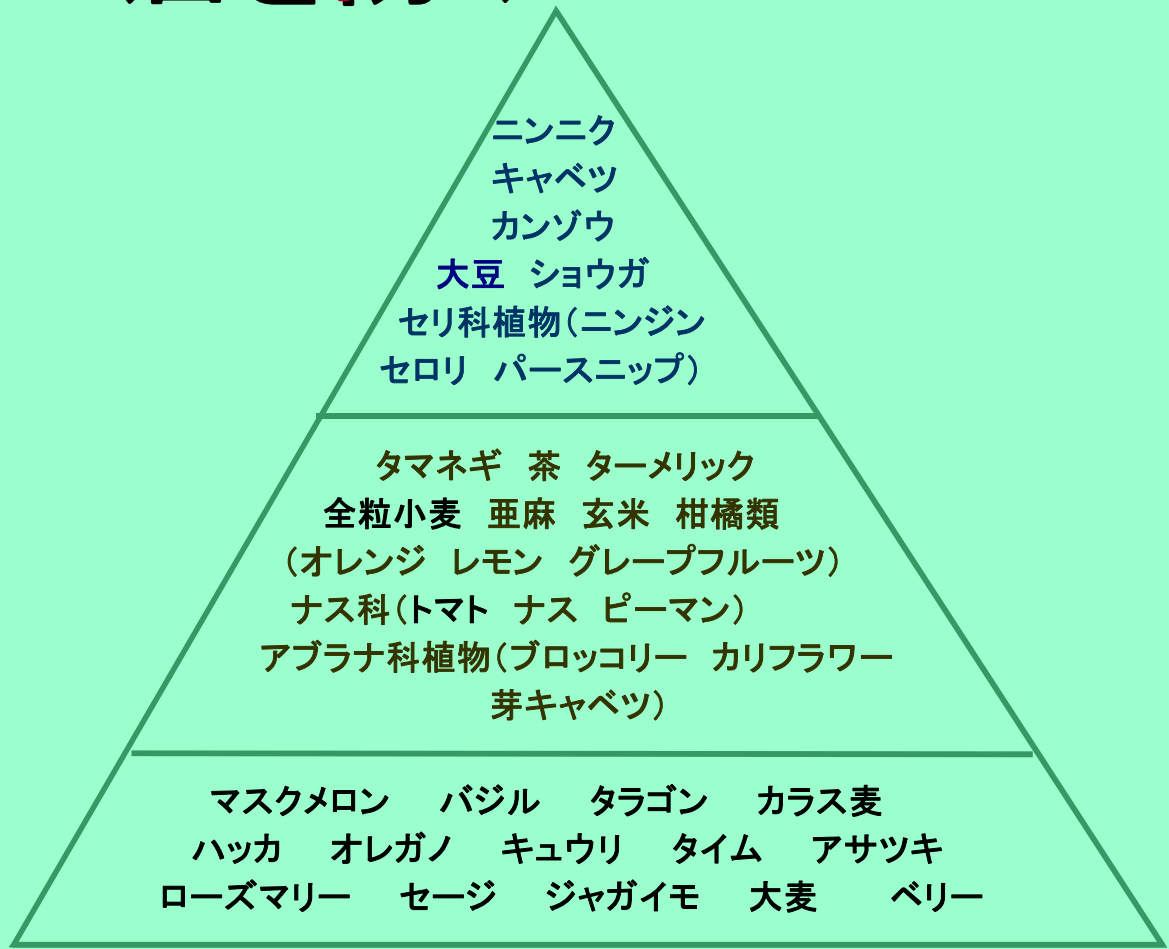 ニンニク
キャベツ
カンゾウ
大豆 ショウガ
セリ科植物(ニンジン
セロリ パースニップ)
タマネギ 茶 ターメリック
全粒小麦 亜麻 玄米 柑橘類
(オレンジ レモン グレープフルーツ)
ナス科(トマト ナス ピーマン)
アブラナ科植物(ブロッコリー カリフラワー
芽キャベツ)
マスクメロン バジル タラゴン カラス麦
ハッカ オレガノ キュウリ タイム アサツキ
ローズマリー セージ ジャガイモ 大麦 ベリー